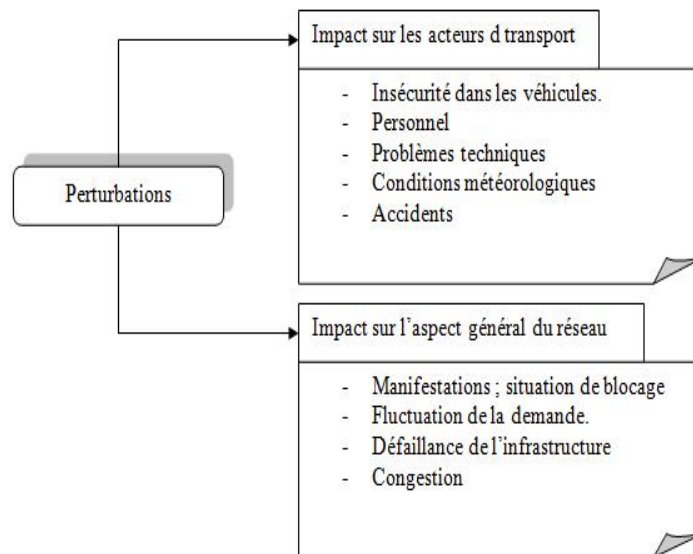 Impact sur les acteurs d transport
- Insécurité dans les véhicules.
- Personnel
- Problèmes techniques
- Conditions météorologiques
- Accidents
Perturbations
Impact sur l’aspect général du réseau
- Manifestations ; situation de blocage
- Fluctuation de la demande.
- Défaillance de l’infrastructure
- Congestion